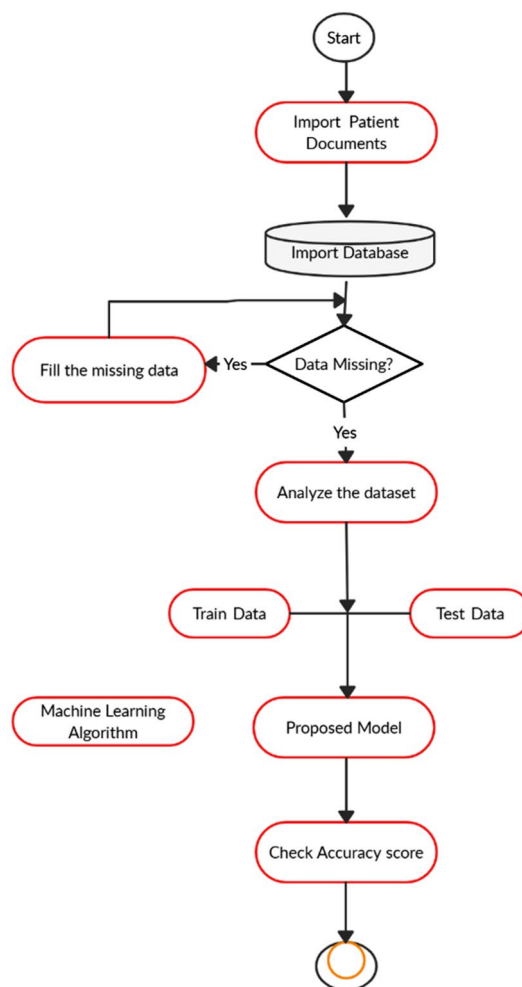 Start
Import Patient
Documents
Import Database
Fill the missing data
Yes
Data Missing?
Yes
Analyze the dataset
Train Data
Test Data
Machine Learning
Algorithm
Proposed Model
Check Accuracy score